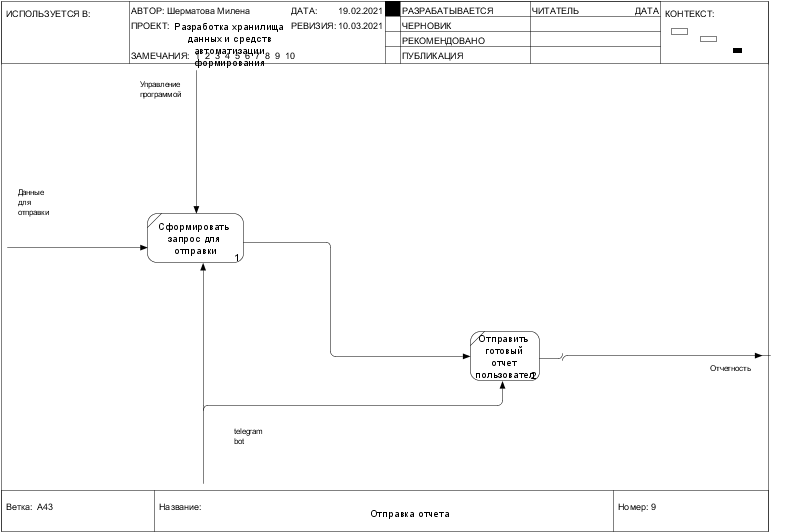 ИСПОЛЬЗУЕТСЯ В:
АВТОР: Шерматова Милена
ДАТА: 19.02.2021
ПРОЕКТ: Разработка хранилища
данных и средств
автоматизации
формирования
РЕВИЗИЯ: 10.03.2021
ЗАМЕЧАНИЯ: 1 2 3 4 5 6 7 8 9 10
РАЗРАБАТЫВАЕТСЯ
ЧЕРНОВИК
РЕКОМЕНДОВАНО
ПУБЛИКАЦИЯ
ЧИТАТЕЛЬ ДАТА
КОНТЕКСТ:
Управление
программой
Данные
для
отправки
Сформировать
запрос для
отправки
1
Отправить
готовый
отчет
пользовател
2
Отчетность
telegram
bot
Ветка: A43
Название:
Отправка отчета
Номер: 9